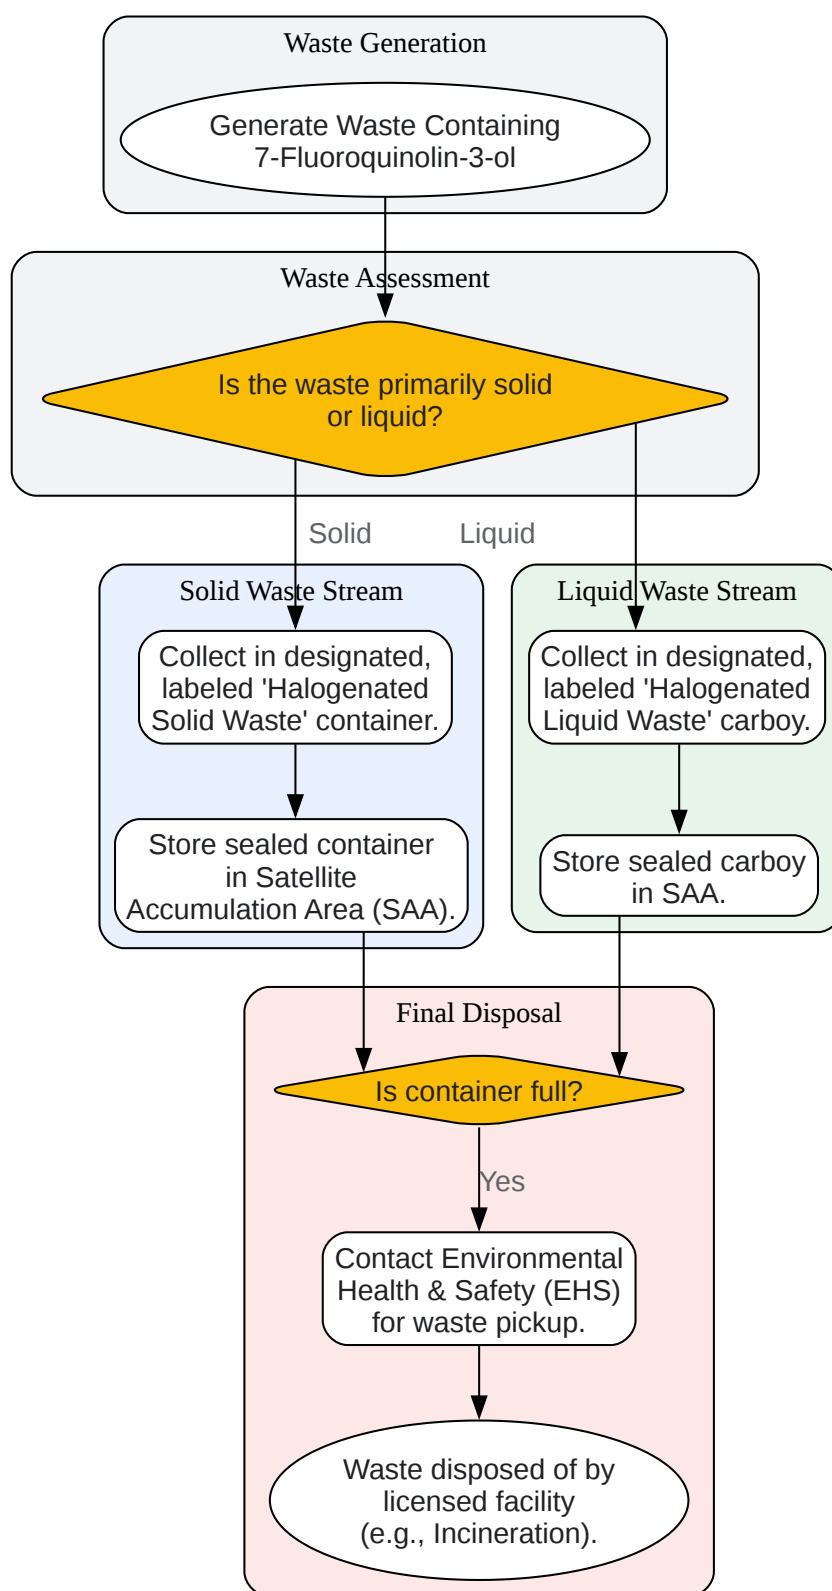 Waste Generation
Generate Waste Containing
7-Fluoroquinolin-3-ol
Waste Assessment
Is the waste primarily solid
or liquid?
Solid
Liquid
Solid Waste Stream
Collect in designated,
labeled 'Halogenated
Solid Waste' container.
Store sealed container
in Satellite
Accumulation Area (SAA).
Liquid Waste Stream
Collect in designated,
labeled 'Halogenated
Liquid Waste' carboy.
Store sealed carboy
in SAA.
Final Disposal
Is container full?
Yes
Contact Environmental
Health & Safety (EHS)
for waste pickup.
Waste disposed of by
licensed facility
(e.g., Incineration).